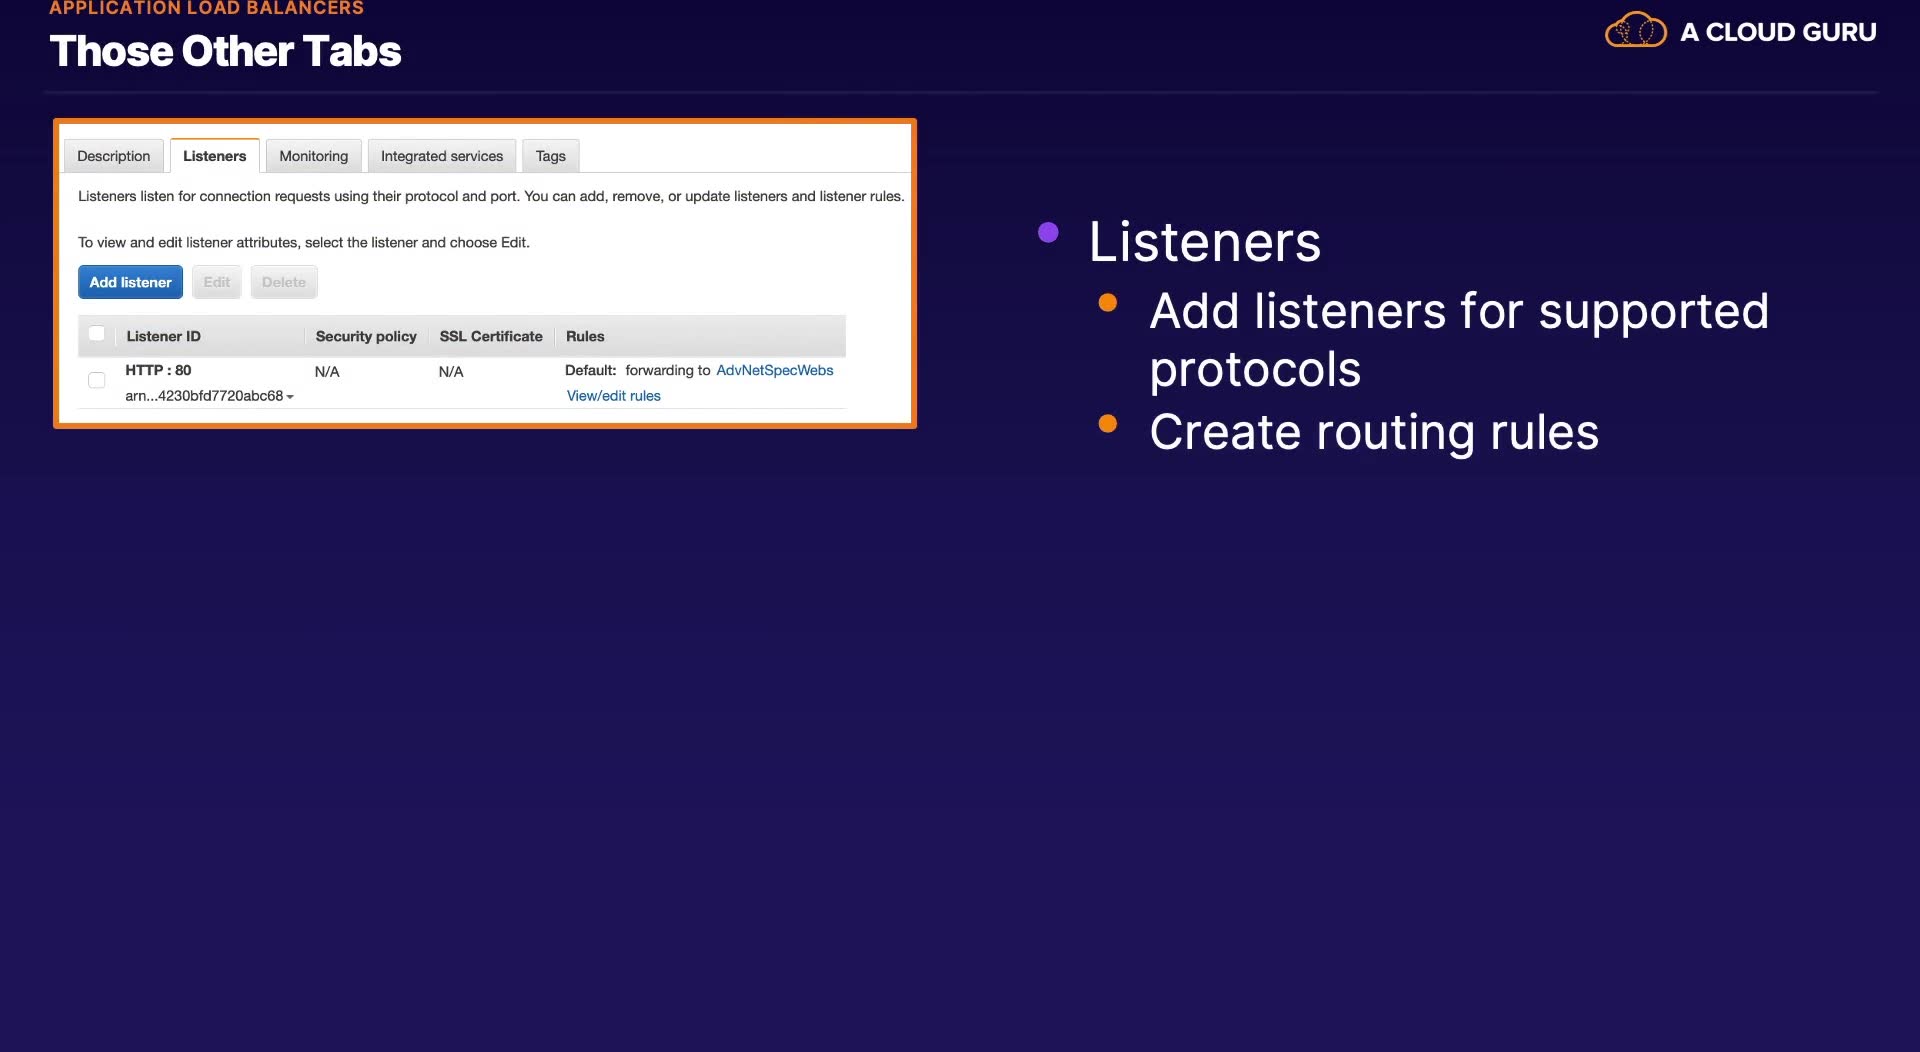 APPLICATION LOAD BALANCERS
Those Other Tabs
A CLOUD GURU
Description Listeners Monitoring Integrated services Tags
Listeners listen for connection requests using their protocol and port. You can add, remove, or update listeners and listener rules.
To view and edit listener attributes, select the listener and choose Edit.
Add listener Edit Delete
Listener ID Security policy SSL Certificate Rules
HTTP : 80 N/A N/A Default: forwarding to AdvNetSpecWebs
arn...4230bfd7720abc68 View/edit rules
Listeners
Add listeners for supported
protocols
Create routing rules